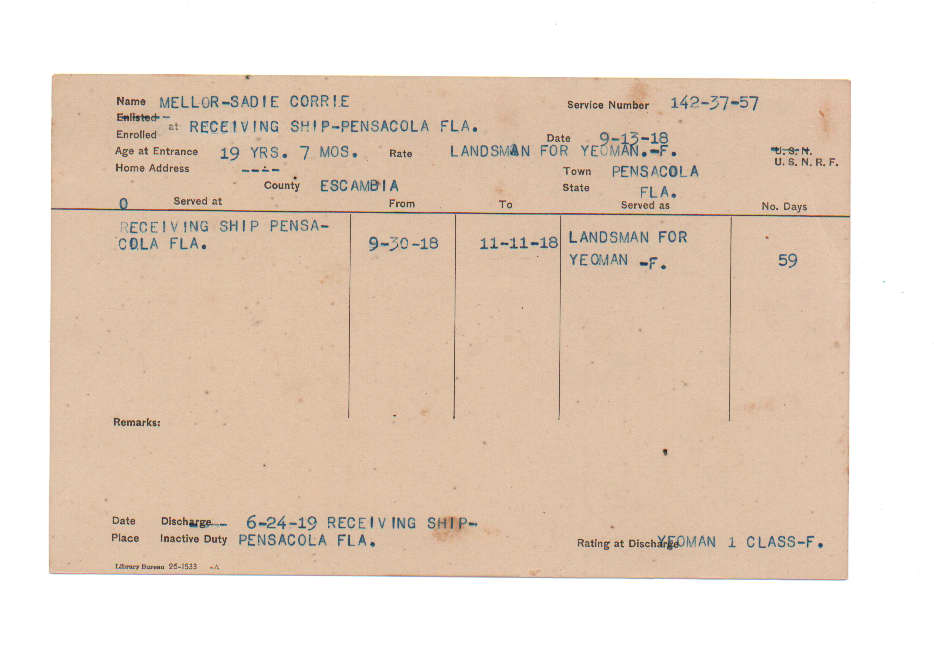 Name MELLOR-SADIE CORRIE Service Number 142-37-57
Enlisted --
Enrolled at RECEIVING SHIP-PENSACOLA FLA. Date 9-13-18
Age at Entrance 19 YRS. 7 MOS. Rate LANDSMAN FOR YEOMAN.-F. U. S. N.
U. S. N. R. F.
Home Address ---- Town PENSACOLA
County ESCAMBIA State FLA.
0 Served at From To Served as No. Days
RECEIVING SHIP PENSA-
COLA FLA. 9-30-18 11-11-18 LANDSMAN FOR
YEOMAN -F. 59
Remarks:
Date Discharge -- 6-24-19 RECEIVING SHIP-
Place Inactive Duty PENSACOLA FLA. Rating at Discharge YEOMAN 1 CLASS-F.
Library Bureau 26-1533